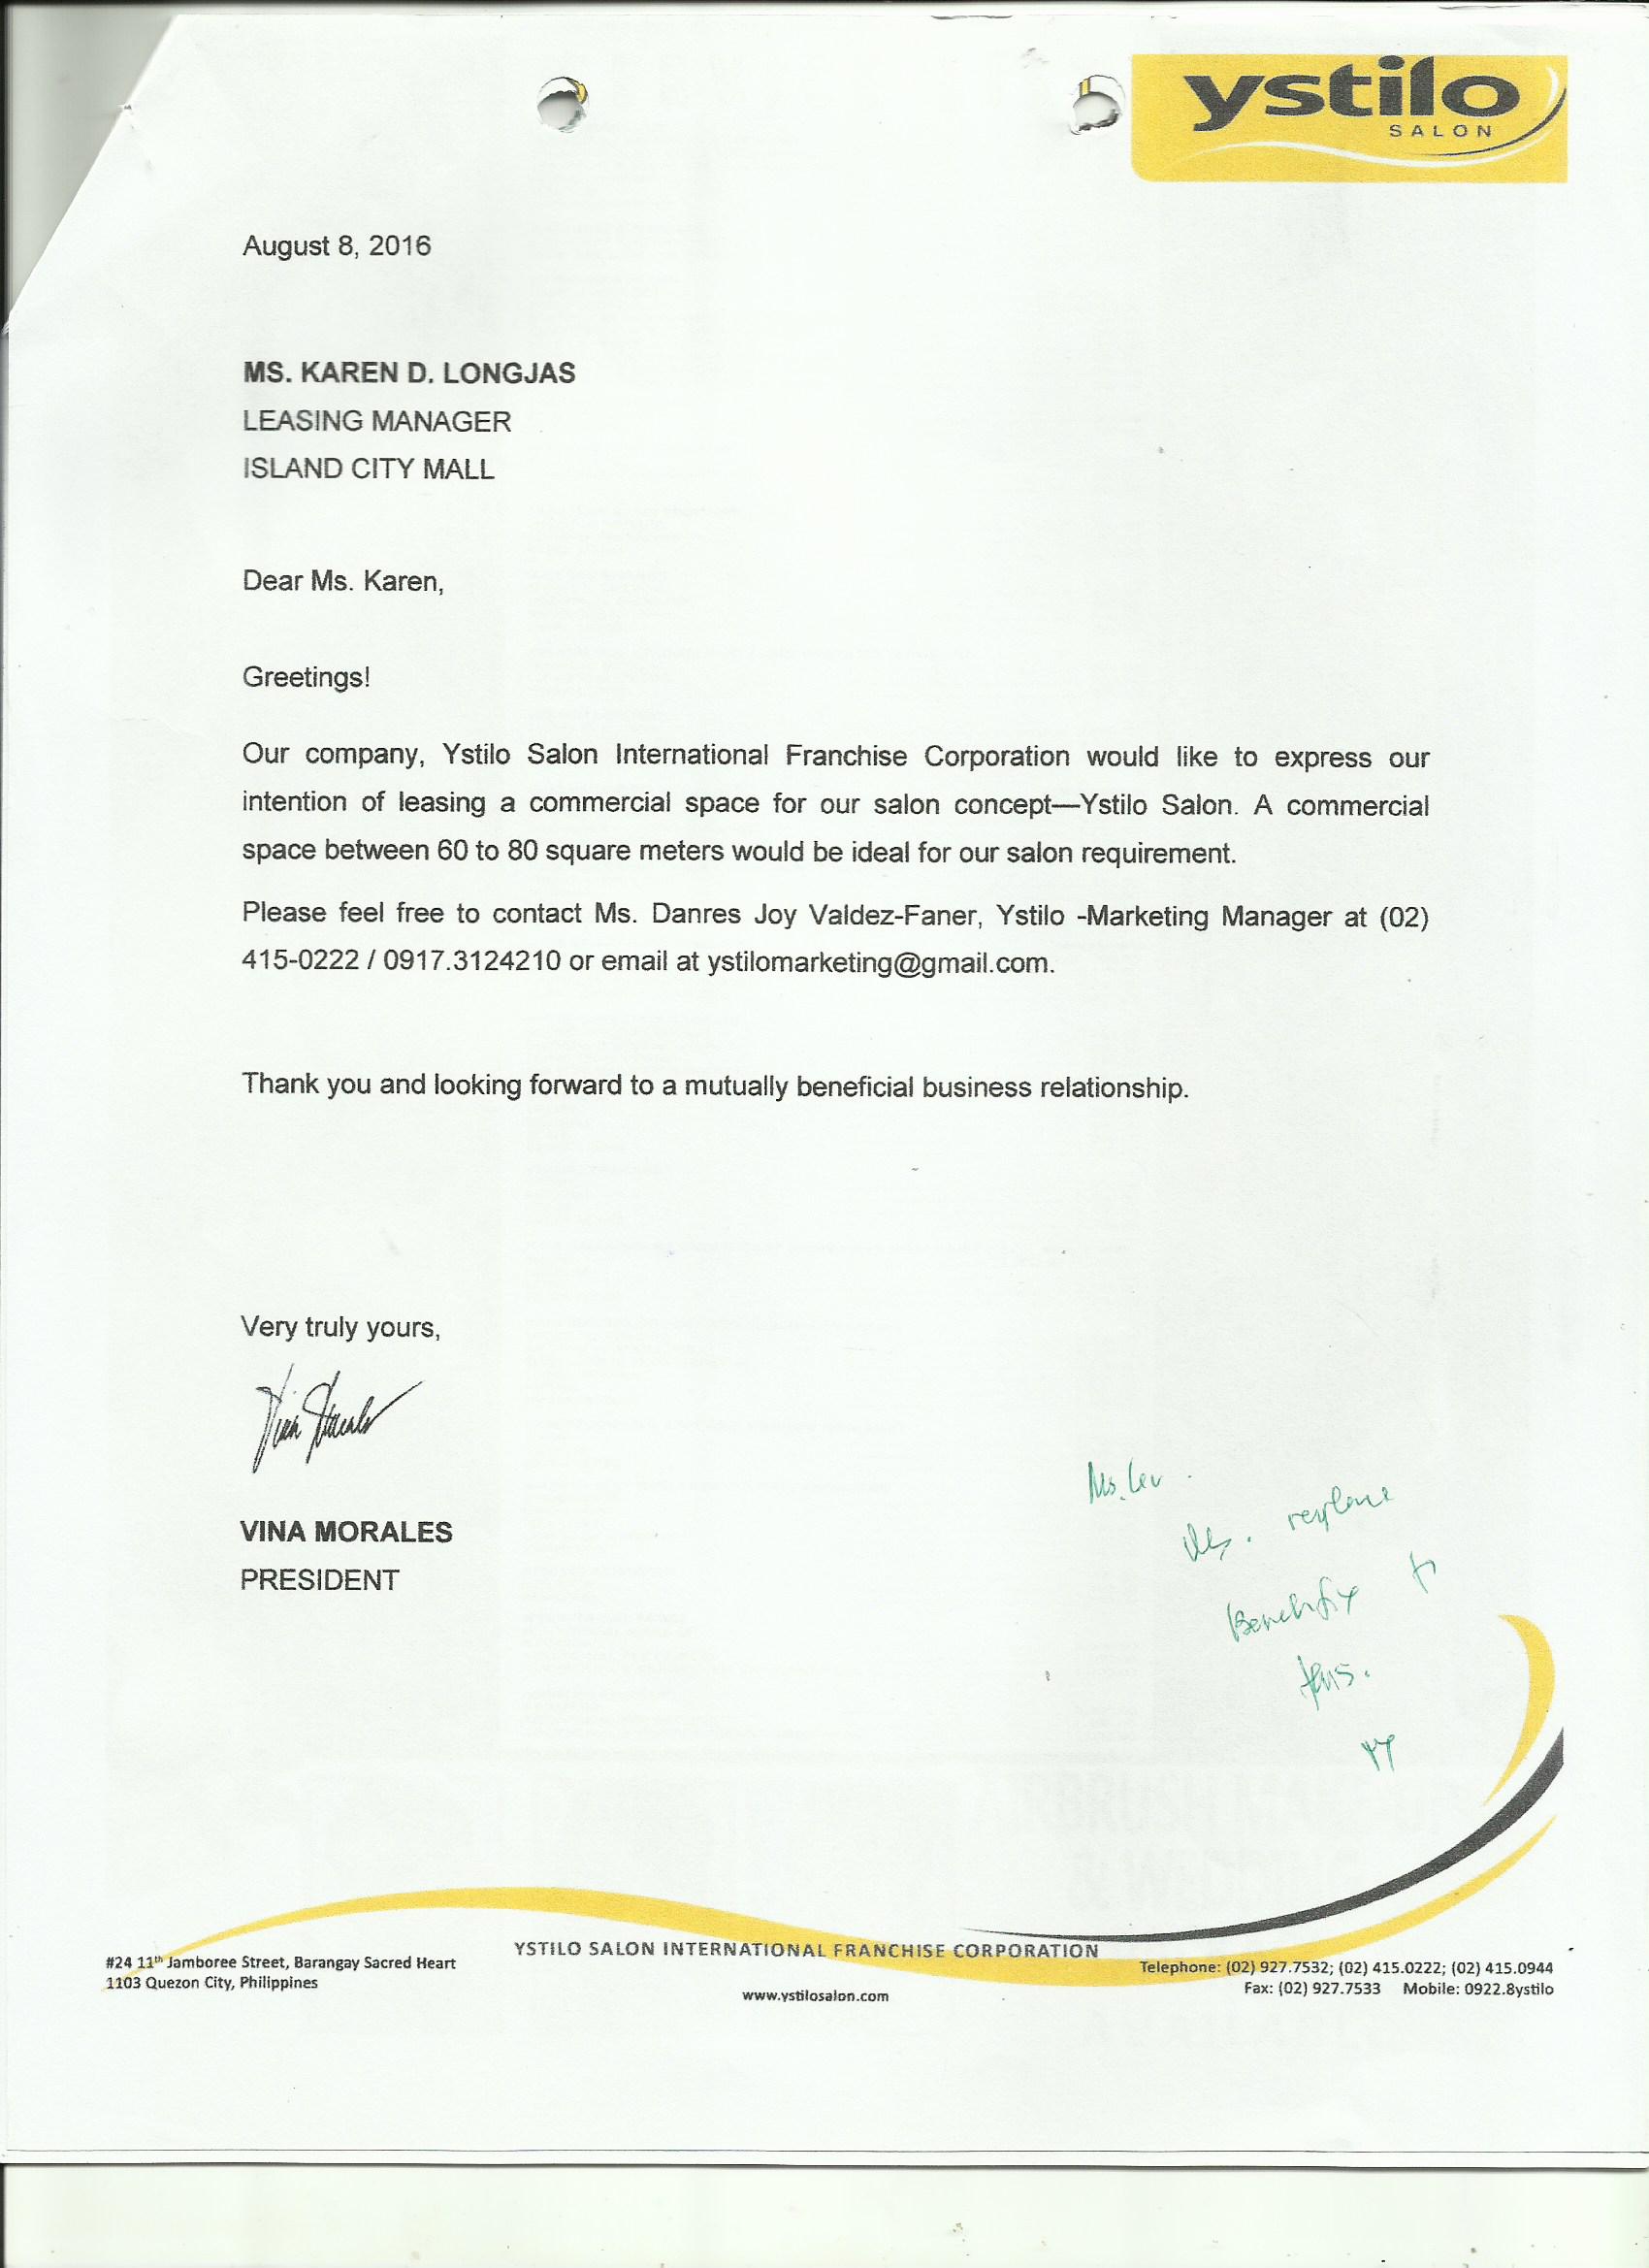 ystilo
SALON
August 8, 2016
MS. KAREN D. LONGJAS
LEASING MANAGER
ISLAND CITY MALL
Dear Ms. Karen,
Greetings!
Our company, Ystilo Salon International Franchise Corporation would like to express our
intention of leasing a commercial space for our salon concept—Ystilo Salon. A commercial
space between 60 to 80 square meters would be ideal for our salon requirement.
Please feel free to contact Ms. Danres Joy Valdez-Faner, Ystilo -Marketing Manager at (02)
415-0222 / 0917.3124210 or email at ystilomarketing@gmail.com.
Thank you and looking forward to a mutually beneficial business relationship.
Very truly yours,
VINA MORALES
PRESIDENT
Ms.
replace
#24 11th Jamboree Street, Barangay Sacred Heart
1103 Quezon City, Philippines
YSTILO SALON INTERNATIONAL FRANCHISE CORPORATION
www.ystilosalon.com
Telephone: (02) 927.7532; (02) 415.0222; (02) 415.0944
Fax: (02) 927.7533 Mobile: 0922.8ystilo